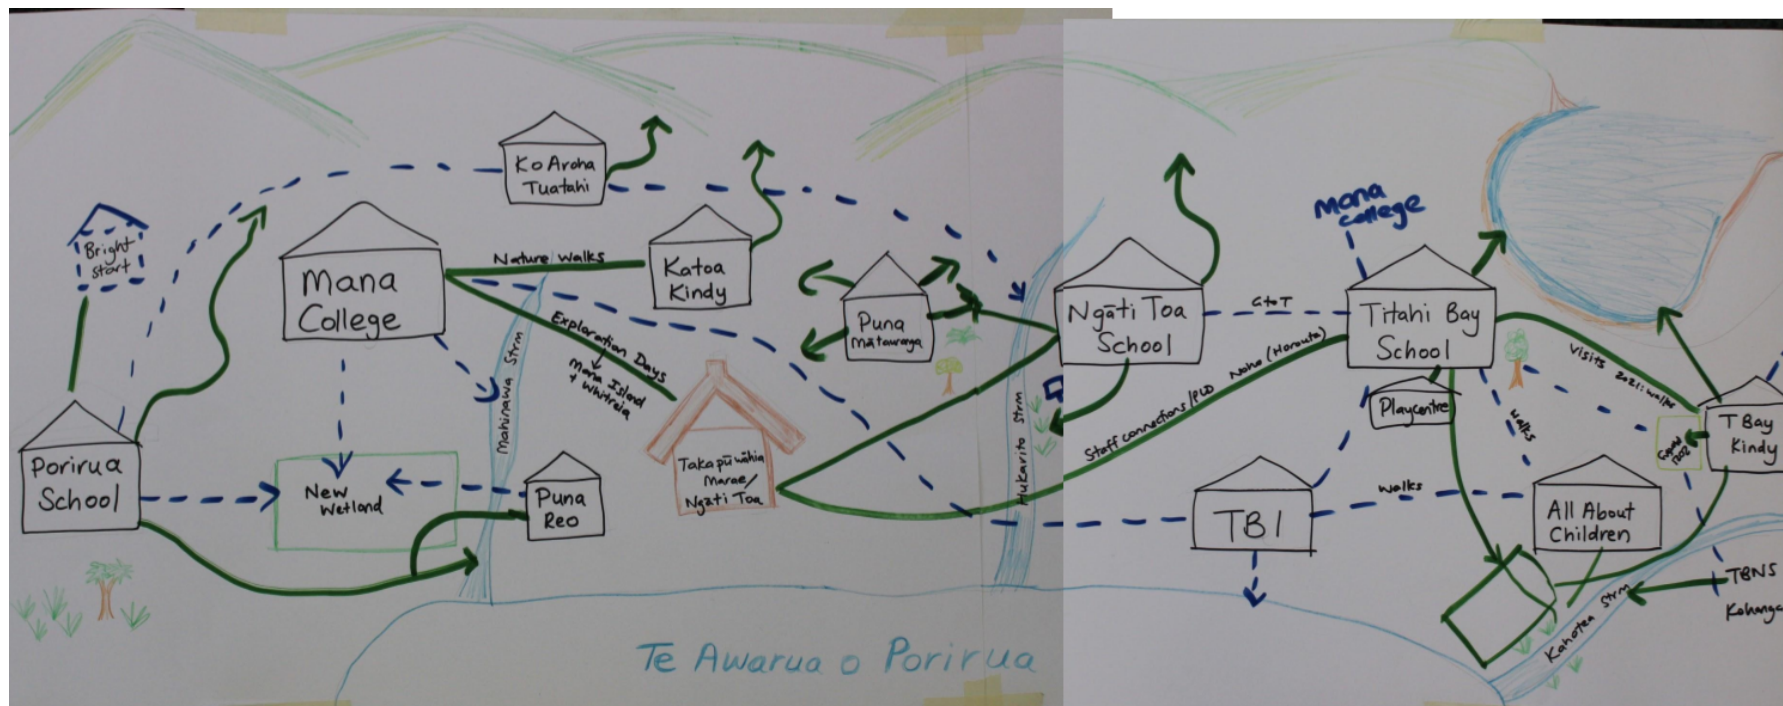 Ko Aroha
Tuatahi
Bright
start
Mana
College
Nature Walks
Katoa
Kindy
Exploration Days
Mana Island
+ Whitreia
Mahinawa Strm
Puna
Mātauranga
Ngāti Toa
School
GtoT
Mana
College
Titahi Bay
School
Playcentre
Visits 2021: walks
T Bay
Kindy
Staff connections/PLD Noho (Horouta)
Hukarito Strm
Takapūwāhia
Marae/
Ngāti Toa
Porirua
School
New
Wetland
Puna
Reo
TBI
walks
walks
All About
Children
Kahotea Strm
TBNS
Kohanga
Te Awarua o Porirua